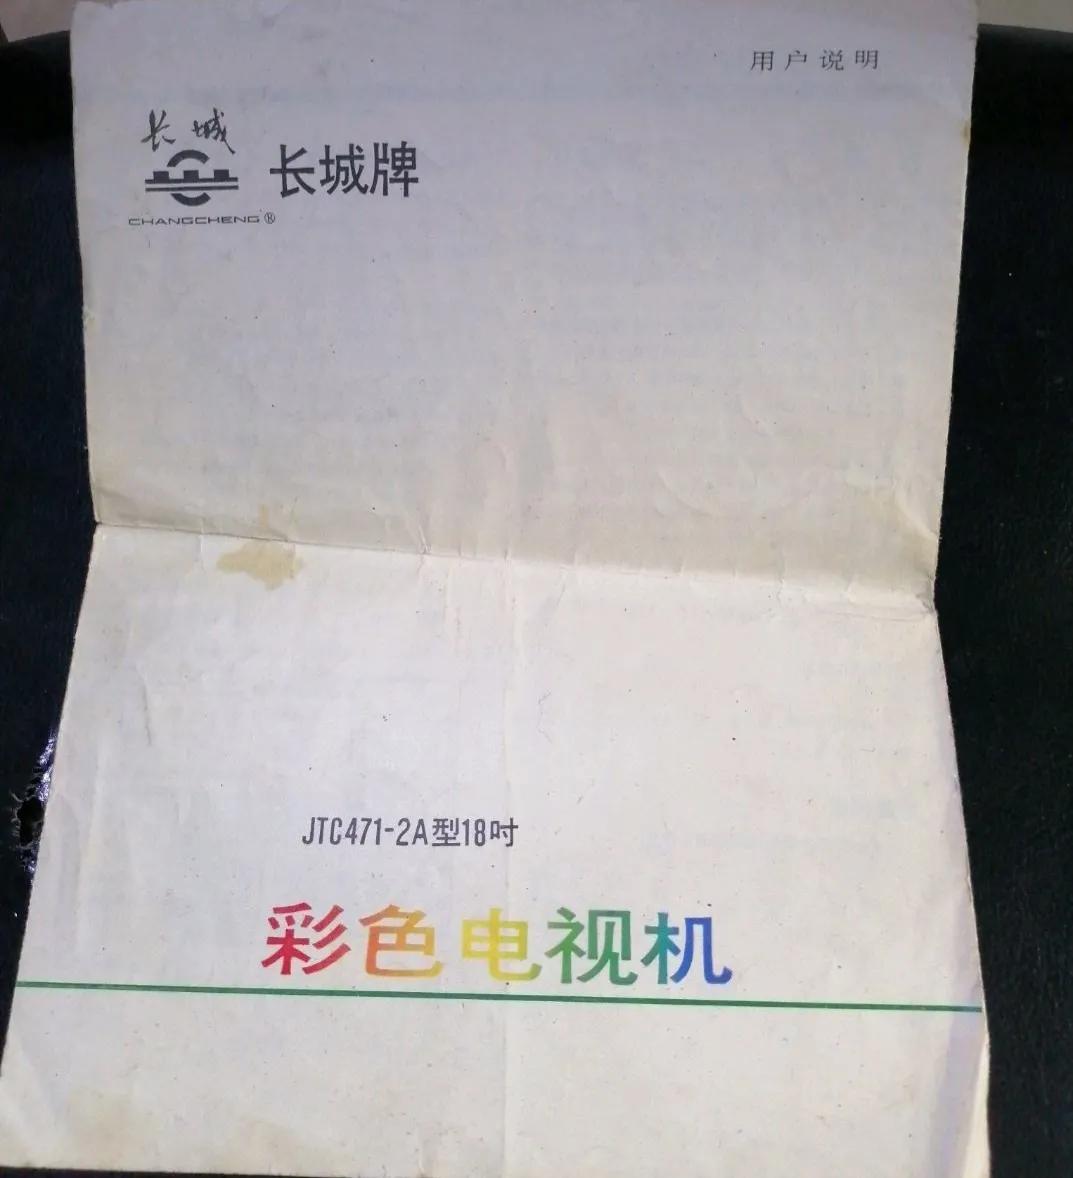 用户说明
长城
长城牌
CHANGCHENG®
JTC471-2A型18吋
彩色电视机